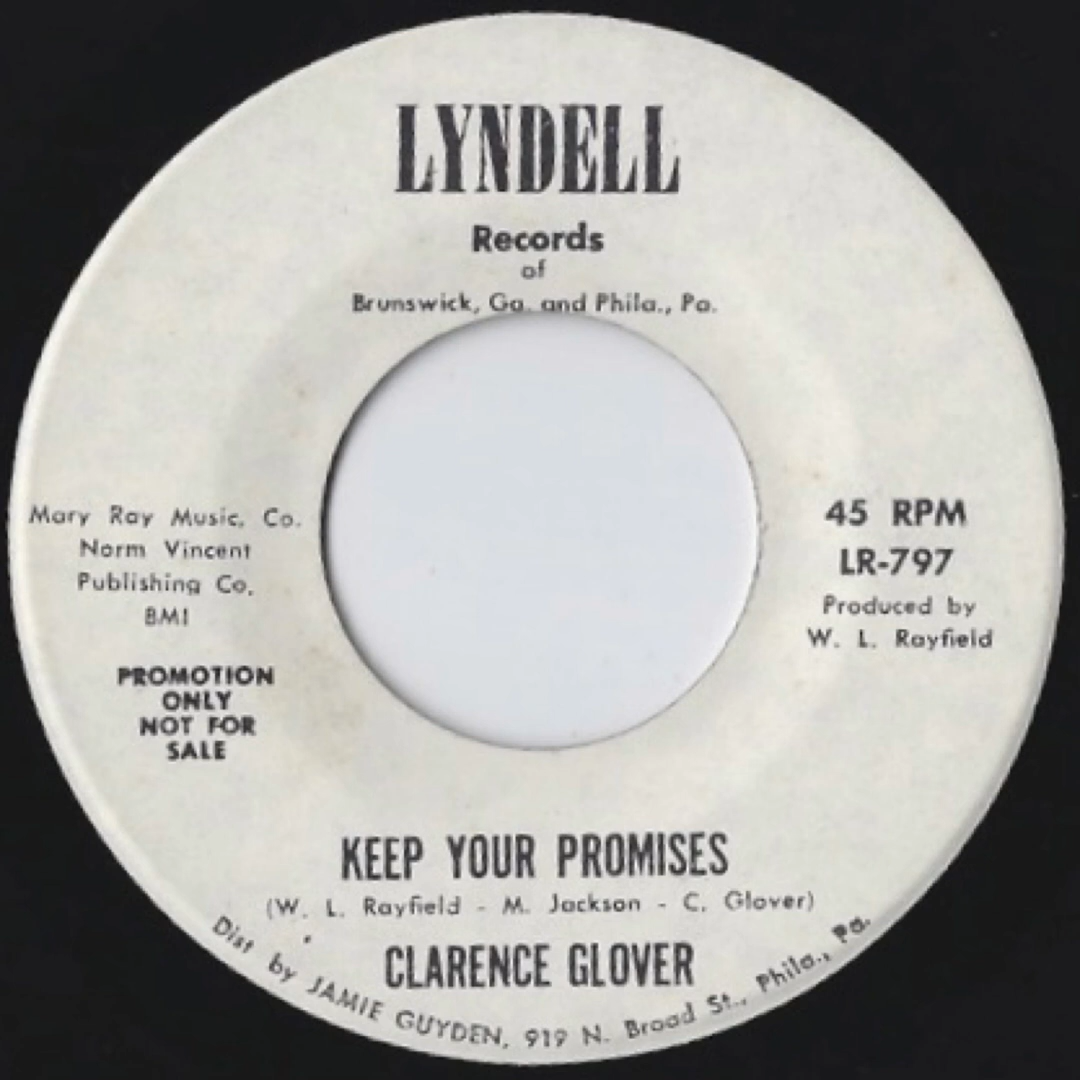 LYNDELL
Records
of
Brunswick, Ga. and Phila., Pa.
Mary Ray Music, Co.
Norm Vincent
Publishing Co.
BMI
PROMOTION
ONLY
NOT FOR
SALE
45 RPM
LR-797
Produced by
W. L. Rayfield
KEEP YOUR PROMISES
(W. L. Rayfield - M. Jackson - C. Glover)
CLARENCE GLOVER
Dist by JAMIE GUYDEN, 919 N. Broad St., Phila., Pa.